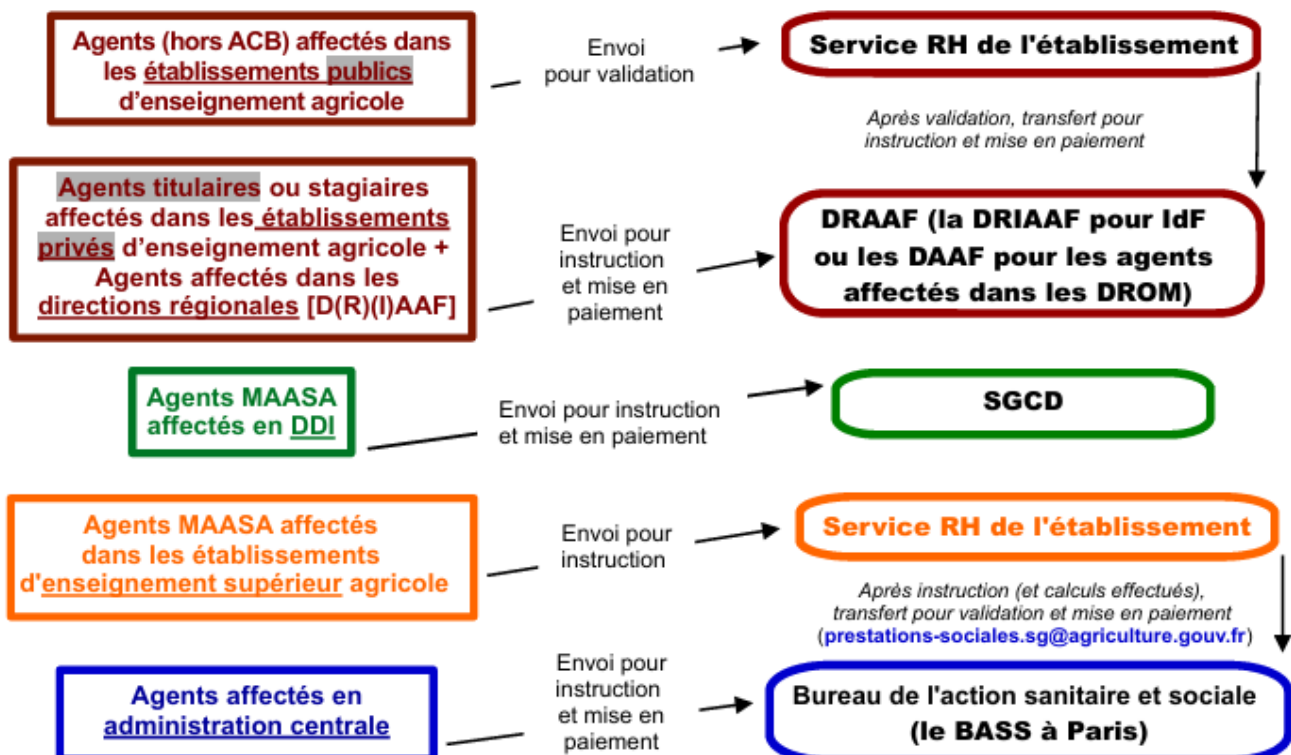 Agents (hors ACB) affectés dans
les établissements publics
d'enseignement agricole
Envoi
pour validation
Service RH de l'établissement
Après validation, transfert pour
instruction et mise en paiement
Agents titulaires ou stagiaires
affectés dans les établissements
privés d'enseignement agricole +
Agents affectés dans les
directions régionales [D(R)(I)AAF]
Envoi pour
instruction
et mise en
paiement
DRAAF (la DRIAAF pour IdF
ou les DAAF pour les agents
affectés dans les DROM)
Agents MAASA
affectés en DDI
Envoi pour instruction
et mise en paiement
SGCD
Agents MAASA affectés
dans les établissements
d'enseignement supérieur agricole
Envoi pour
instruction
Service RH de l'établissement
Après instruction (et calculs effectués),
transfert pour validation et mise en paiement
(prestations-sociales.sg@agriculture.gouv.fr)
Agents affectés en
administration centrale
Envoi pour
instruction
et mise en
paiement
Bureau de l'action sanitaire et sociale
(le BASS à Paris)